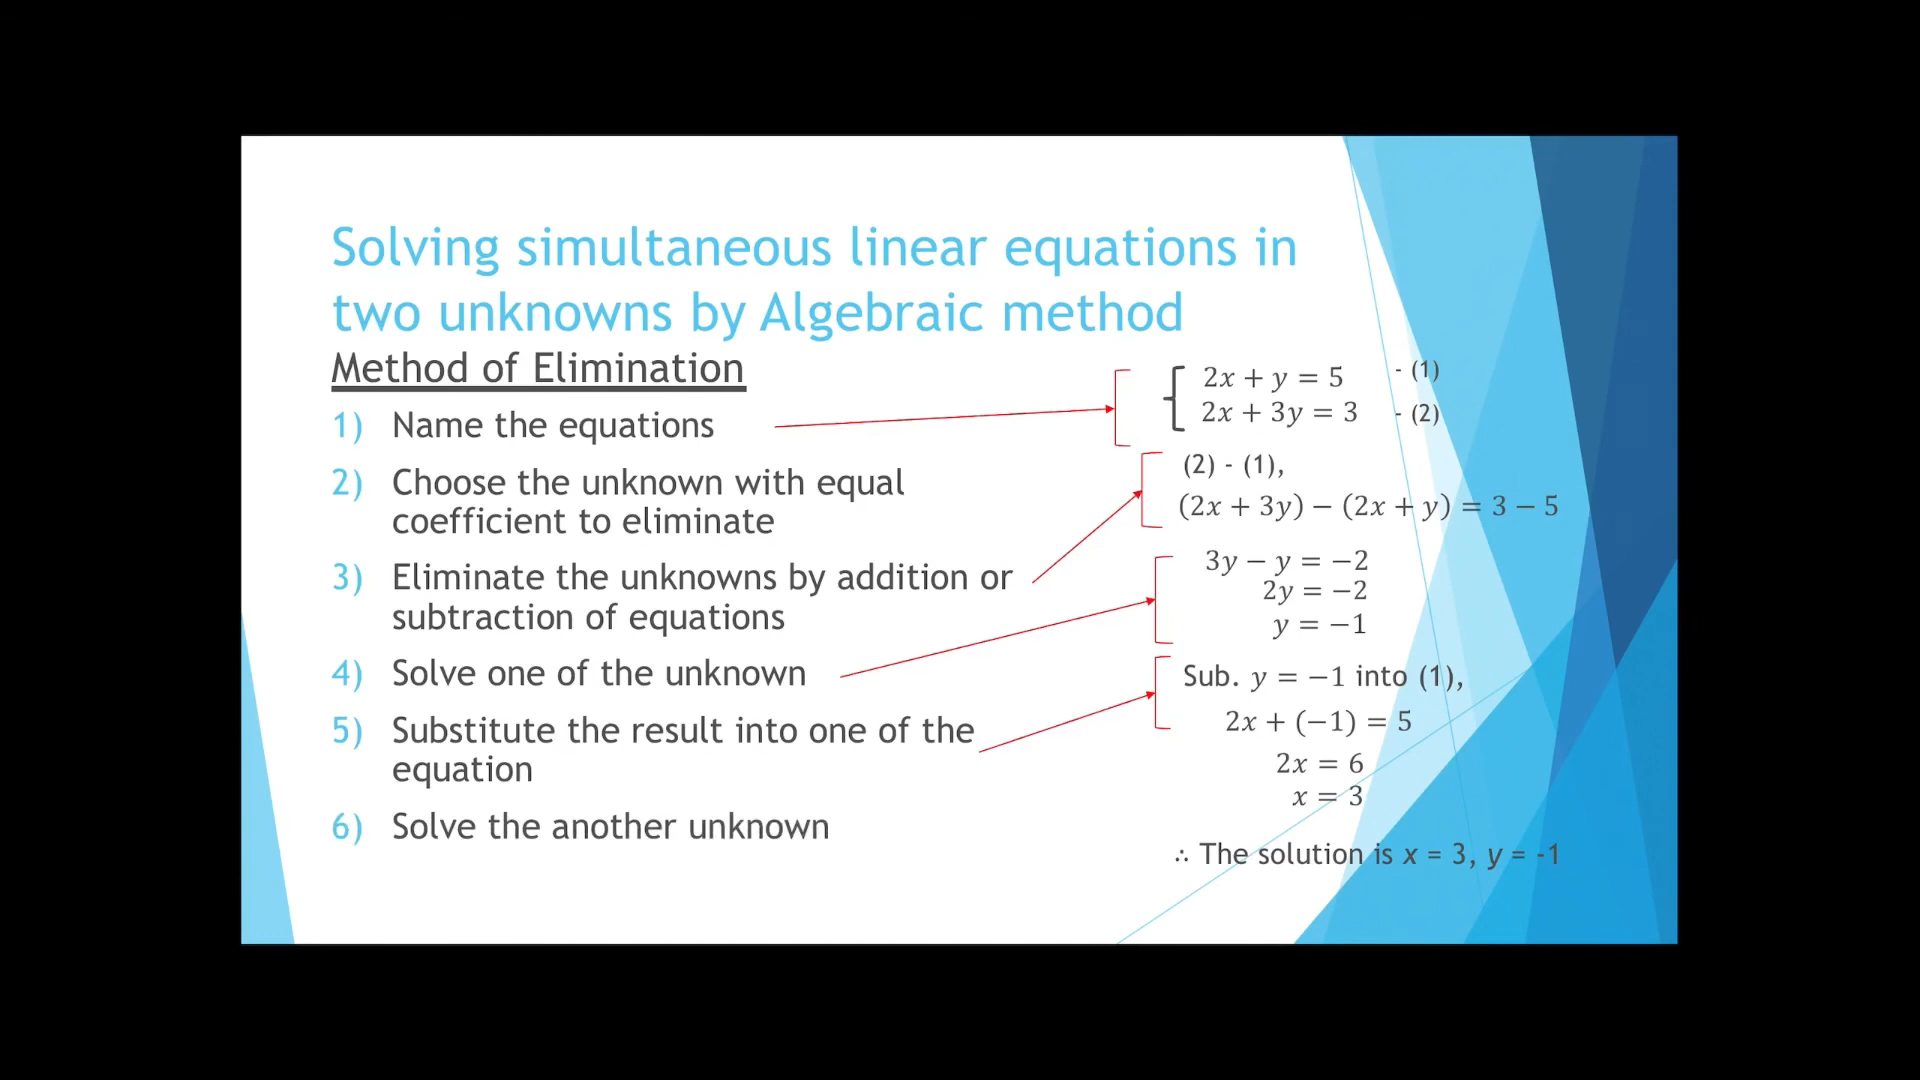 Solving simultaneous linear equations in
two unknowns by Algebraic method
Method of Elimination
1) Name the equations
2) Choose the unknown with equal
coefficient to eliminate
3) Eliminate the unknowns by addition or
subtraction of equations
4) Solve one of the unknown
5) Substitute the result into one of the
equation
6) Solve the another unknown
2x + y = 5 - (1)
2x + 3y = 3 - (2)
(2) - (1),
(2x + 3y) − (2x + y) = 3 − 5
3y − y = −2
2y = −2
y = −1
Sub. y = −1 into (1),
2x + (−1) = 5
2x = 6
x = 3
∴ The solution is x = 3, y = -1